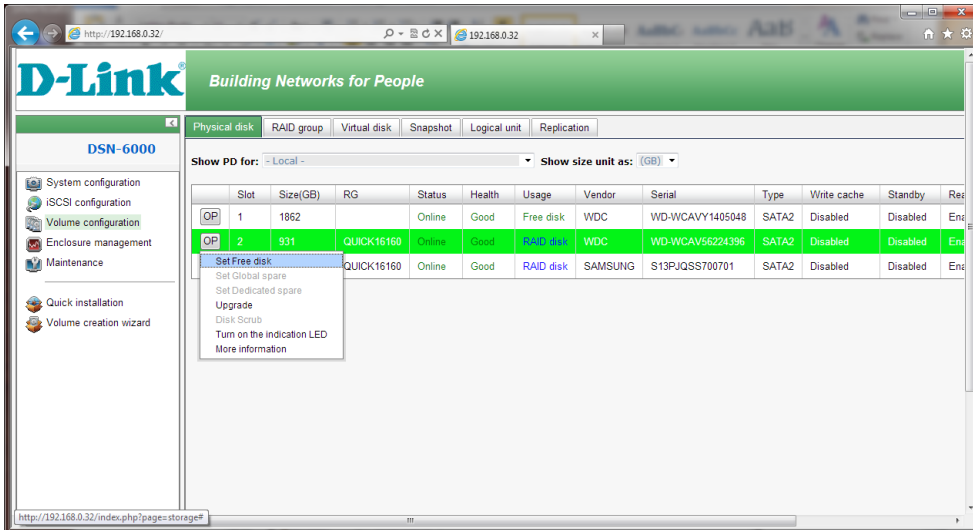 http://192.168.0.32/
192.168.0.32
D-Link
Building Networks for People
DSN-6000
System configuration
iSCSI configuration
Volume configuration
Enclosure management
Maintenance
Quick installation
Volume creation wizard
Physical disk RAID group Virtual disk Snapshot Logical unit Replication
Show PD for: - Local - Show size unit as: (GB)
Slot Size(GB) RG Status Health Usage Vendor Serial Type Write cache Standby Rea
OP 1 1862 Online Good Free disk WDC WD-WCAVY1405048 SATA2 Disabled Disabled Ena
OP 2 931 QUICK16160 Online Good RAID disk WDC WD-WCAV56224396 SATA2 Disabled Disabled Ena
QUICK16160 Online Good RAID disk SAMSUNG S13PJQSS700701 SATA2 Disabled Disabled Ena
Set Free disk
Set Global spare
Set Dedicated spare
Upgrade
Disk Scrub
Turn on the indication LED
More information
http://192.168.0.32/index.php?page=storage#